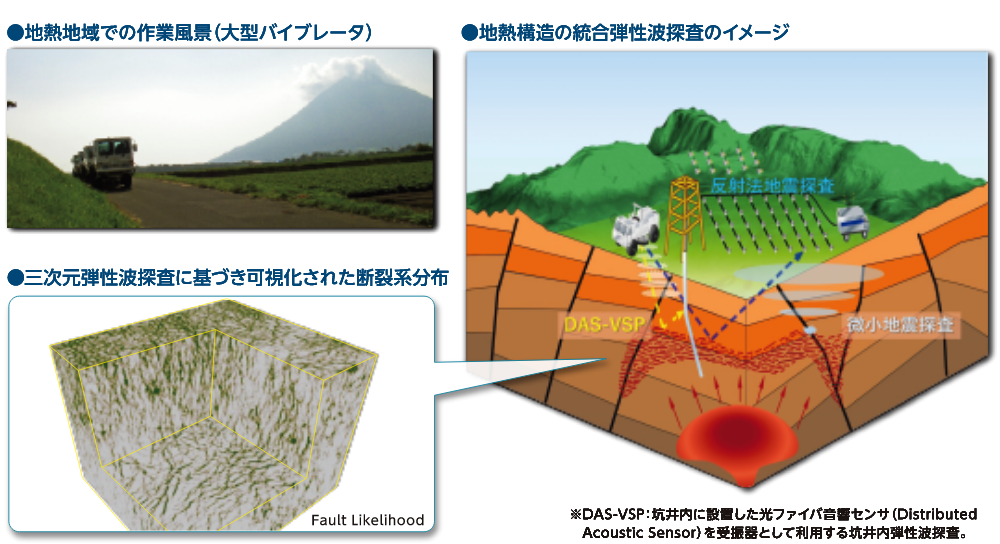 ●地熱地域での作業風景（大型バイブレータ）
●地熱構造の統合弾性波探査のイメージ
反射法地震探査
●三次元弾性波探査に基づき可視化された断裂系分布
DAS-VSP
微小地震探査
Fault Likelihood
※DAS-VSP：坑井内に設置した光ファイバ音響センサ（Distributed
Acoustic Sensor）を受振器として利用する坑井内弾性波探査。